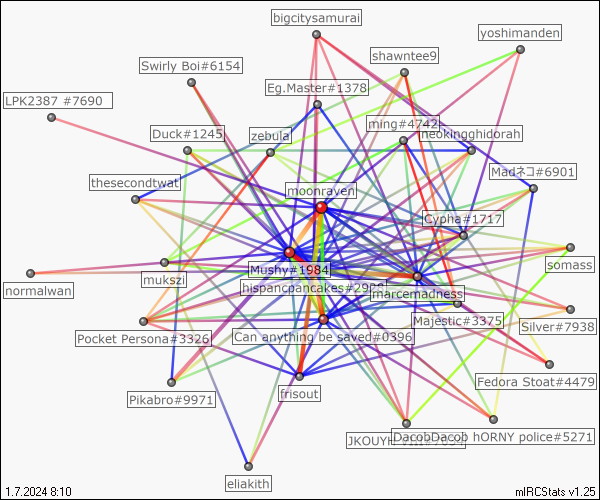 bigcitysamurai
yoshimanden
shawntee9
Swirly Boi#6154
Eg.Master#1378
LPK2387 #7690
ming#4742
Duck#1245
zebula
neokingghidorah
Madネコ#6901
thesecondtwat
moonraven
Cypha#1717
somass
Mushy#1984
normalwan
mukszi
hispancpancakes#2988
marcemadness
Majestic#3375
Silver#7938
Pocket Persona#3326
Can anything be saved#0396
Fedora Stoat#4479
Pikabro#9971
frisout
JKOUYH
DacobDacob hORNY police#5271
eliakith
1.7.2024 8:10
mIRCStats v1.25